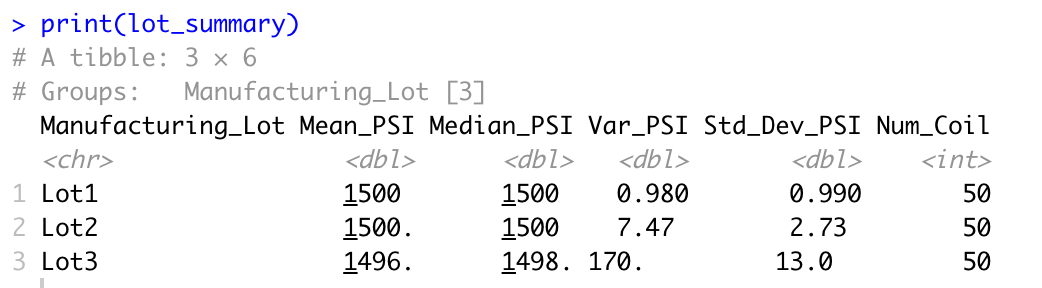 > print(lot_summary)
# A tibble: 3 × 6
# Groups:   Manufacturing_Lot [3]
  Manufacturing_Lot Mean_PSI Median_PSI Var_PSI Std_Dev_PSI Num_Coil
  <chr>                <dbl>      <dbl>   <dbl>       <dbl>    <int>
1 Lot1                 1500       1500    0.980       0.990       50
2 Lot2                 1500.      1500    7.47        2.73        50
3 Lot3                 1496.      1498. 170.         13.0         50